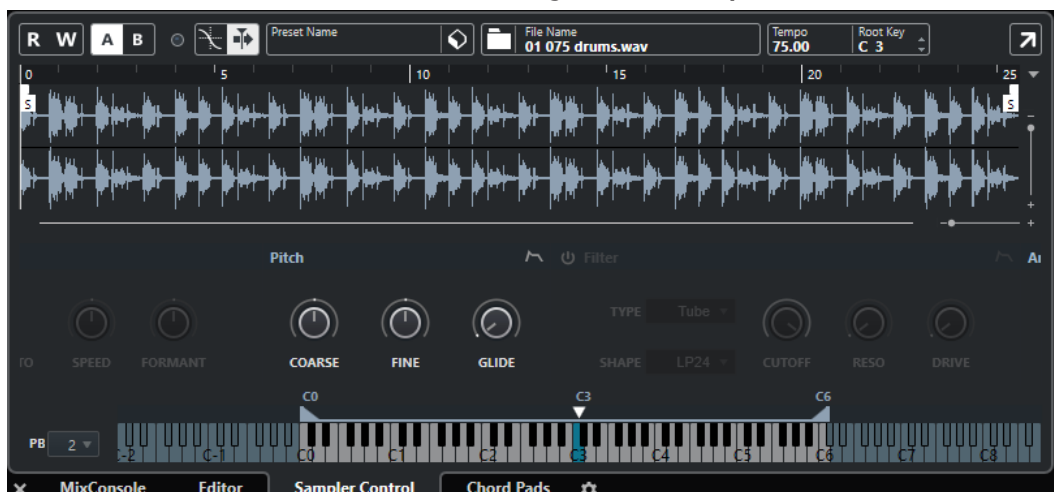 R W A B Preset Name File Name Tempo Root Key
01 075 drums.wav 75.00 C 3
0 5 10 15 20 25
S S
Pitch Filter
TYPE Tube
SPEED FORMANT COARSE FINE GLIDE SHAPE LP24 CUTOFF RESO DRIVE
C0 C3 C6
PB 2
C-1 C0 C1 C2 C3 C4 C5 C6 C7 C8
MixConsole Editor Sampler Control Chord Pads